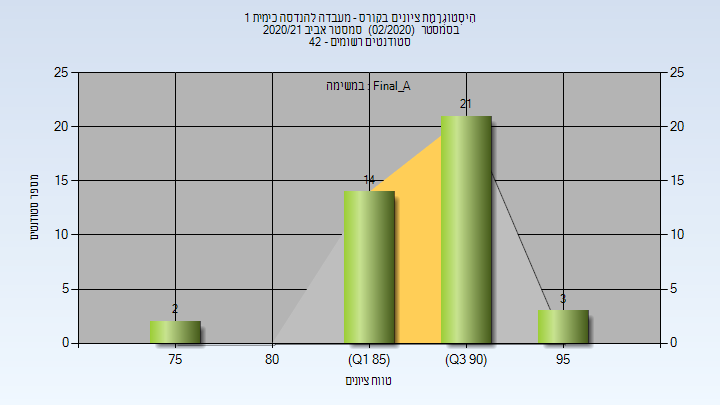 היסטוגרמת ציונים בקורס - מעבדה להנדסה כימית 1
בסמסטר (02/2020) סמסטר אביב 2020/21
סטודנטים רשומים - 42
במשימה : Final_A
25
20
15
10
5
0
25
20
15
10
5
0
2
14
21
3
75
80
(Q1 85)
(Q3 90)
95
מספר סטודנטים
טווח ציונים